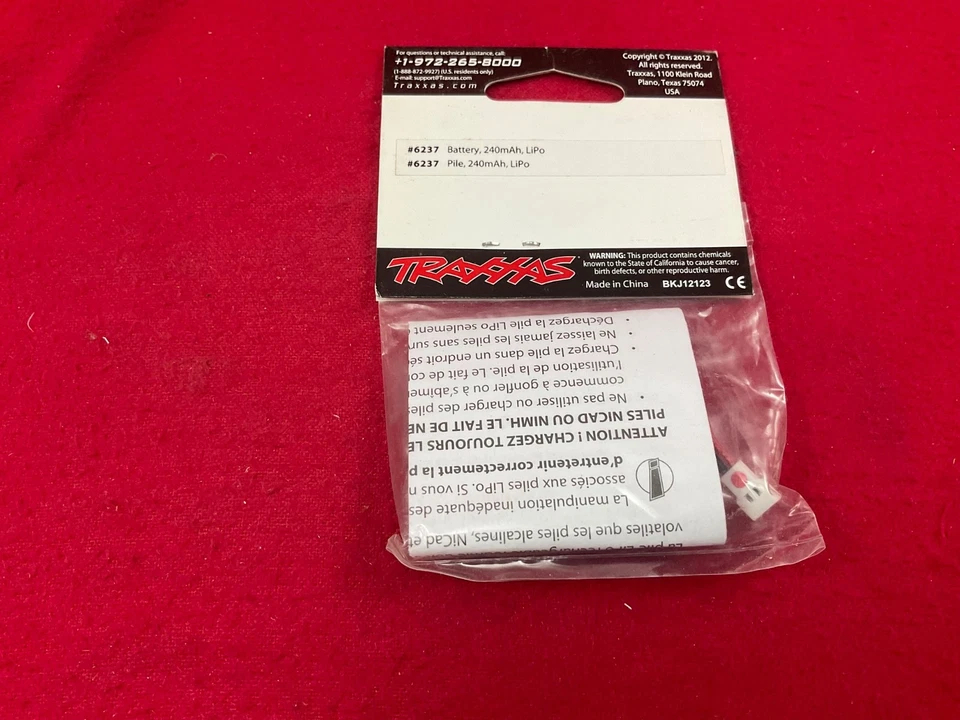 For questions or technical assistance, call:
+1-972-265-8000
(1-888-872-9927) (U.S. residents only)
E-mail: support@Traxxas.com
Traxxas.com
Copyright © Traxxas 2012.
All rights reserved.
Traxxas, 1100 Klein Road
Plano, Texas 75074
USA
#6237 Battery, 240mAh, LiPo
#6237 Pile, 240mAh, LiPo
TRAXXAS
WARNING: This product contains chemicals
known to the State of California to cause cancer,
birth defects, or other reproductive harm.
Made in China BKJ12123 CE
volatiles que les piles alcalines, NiCad et
La manipulation inadéquate des
associés aux piles LiPo. Si vous n
d'entretenir correctement la p
ATTENTION ! CHARGEZ TOUJOURS LE
PILES NICAD OU NIMH. LE FAIT DE NE
• Ne pas utiliser ou charger des piles
commence à gonfler ou s'abîme
l'utilisation de la pile. Le fait de co
• Chargez la pile dans un endroit sé
• Ne laissez jamais les piles sans sur
• Déchargez la pile LiPo seulement